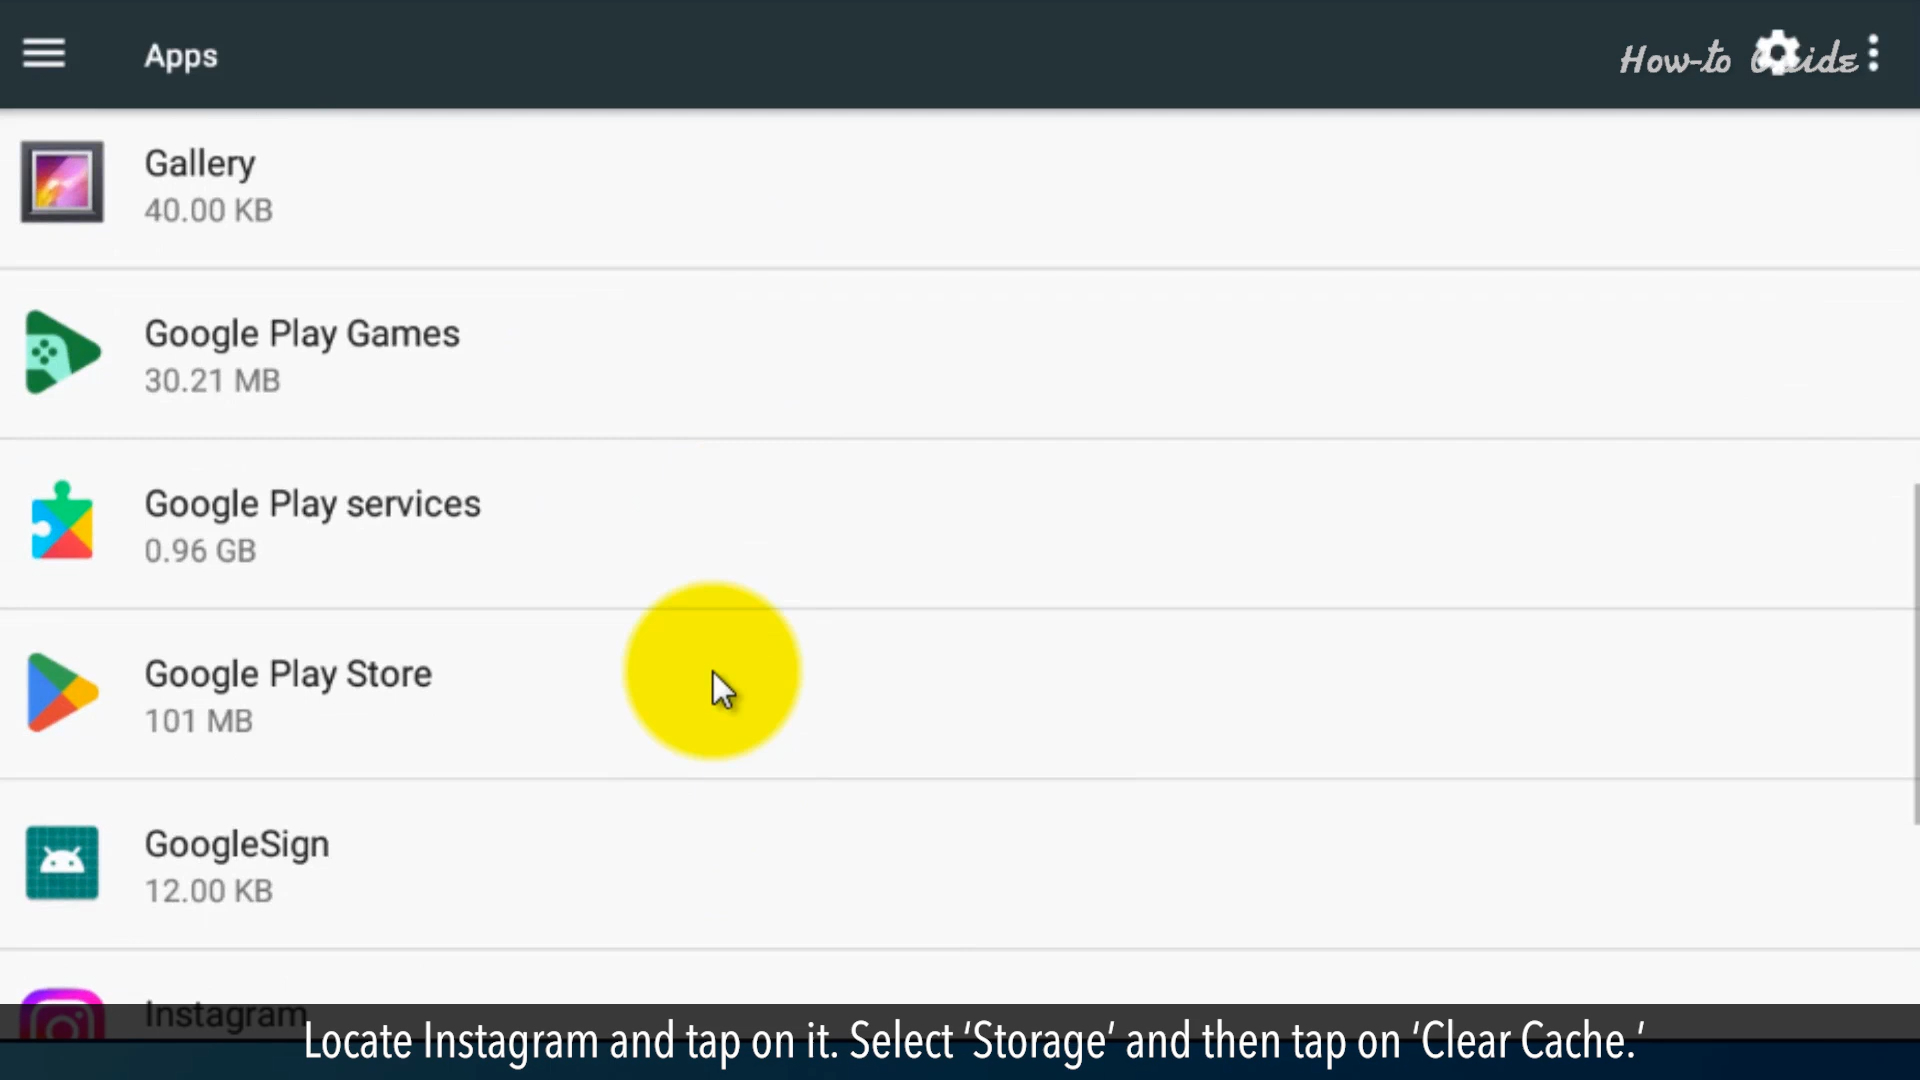 Apps
How-to Guide
Gallery
40.00 KB
Google Play Games
30.21 MB
Google Play services
0.96 GB
Google Play Store
101 MB
GoogleSign
12.00 KB
Instagram
Locate Instagram and tap on it. Select ‘Storage’ and then tap on ‘Clear Cache.’